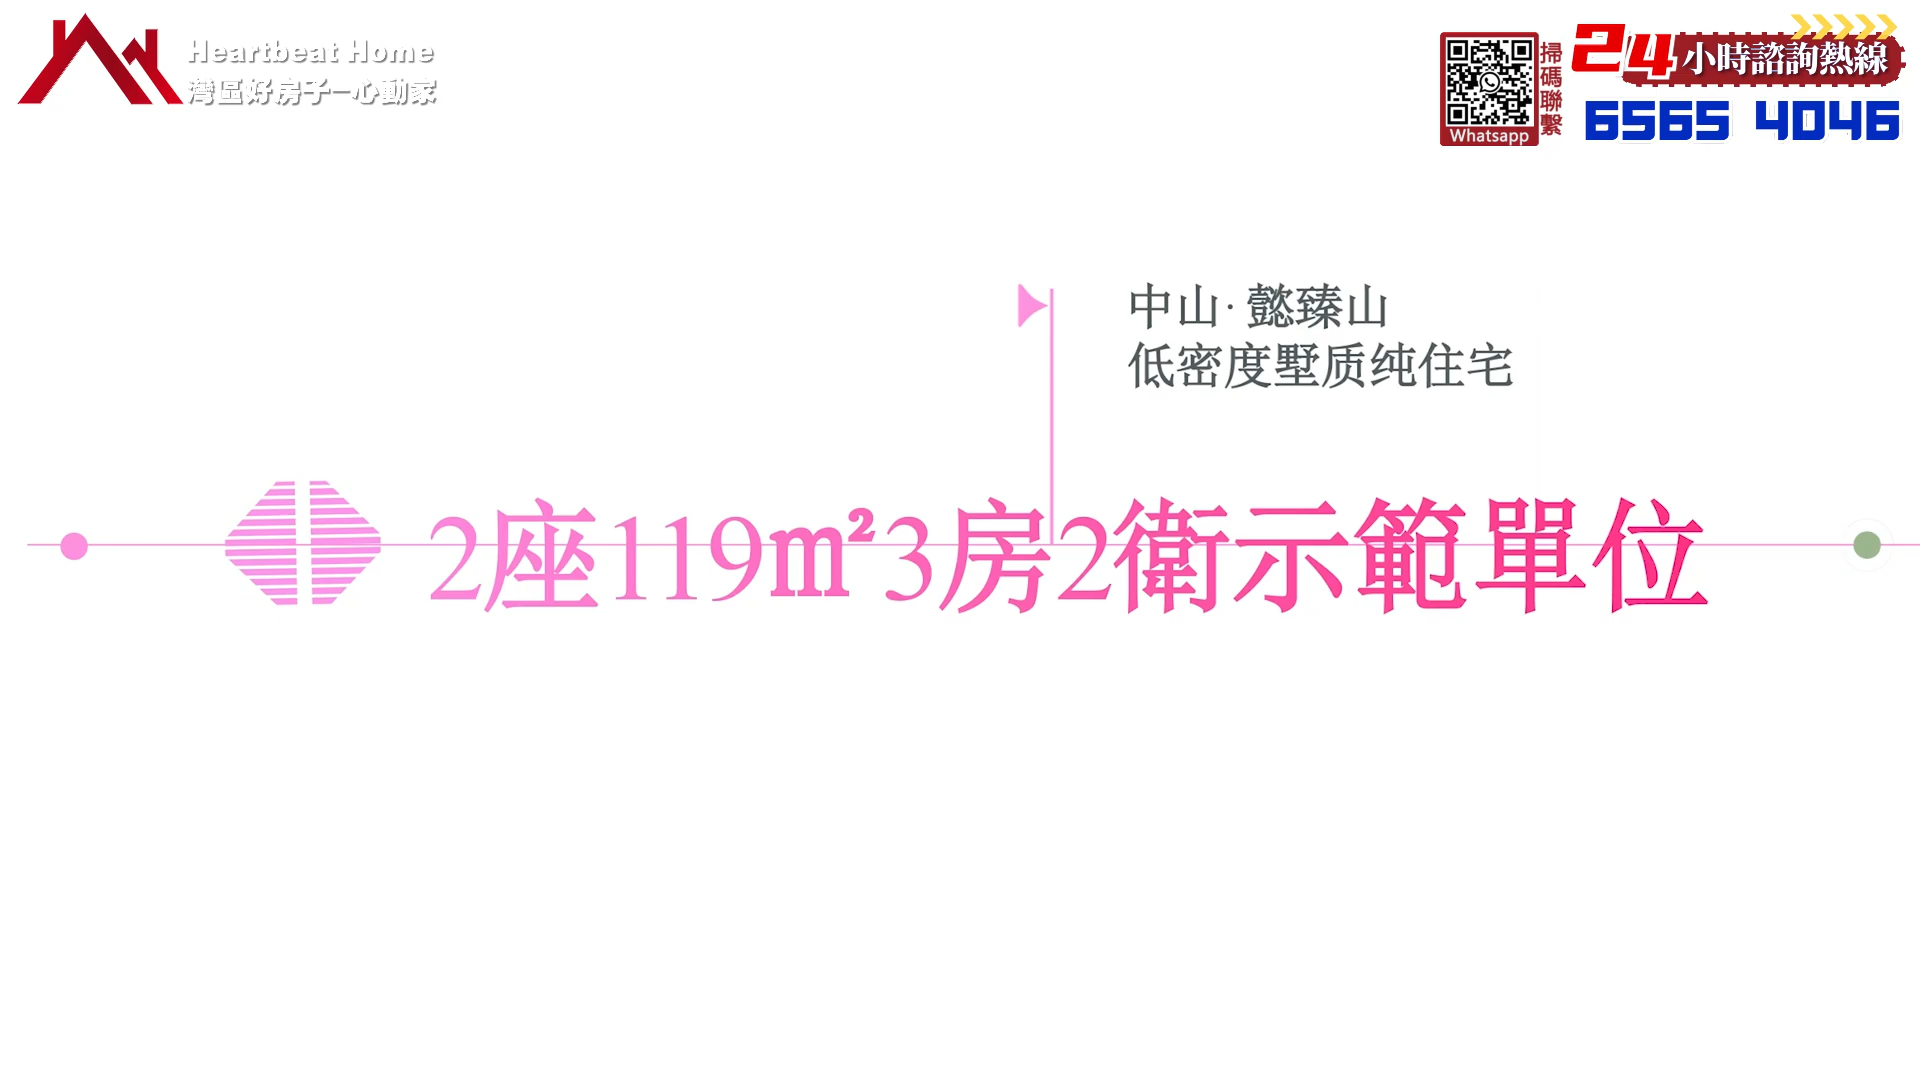 Heartbeat Home
灣區好房子—心動家
掃碼聯繫
Whatsapp
24小時諮詢熱線
6565 4046
中山·懿臻山
低密度墅质纯住宅
2座119㎡3房2衛示範單位